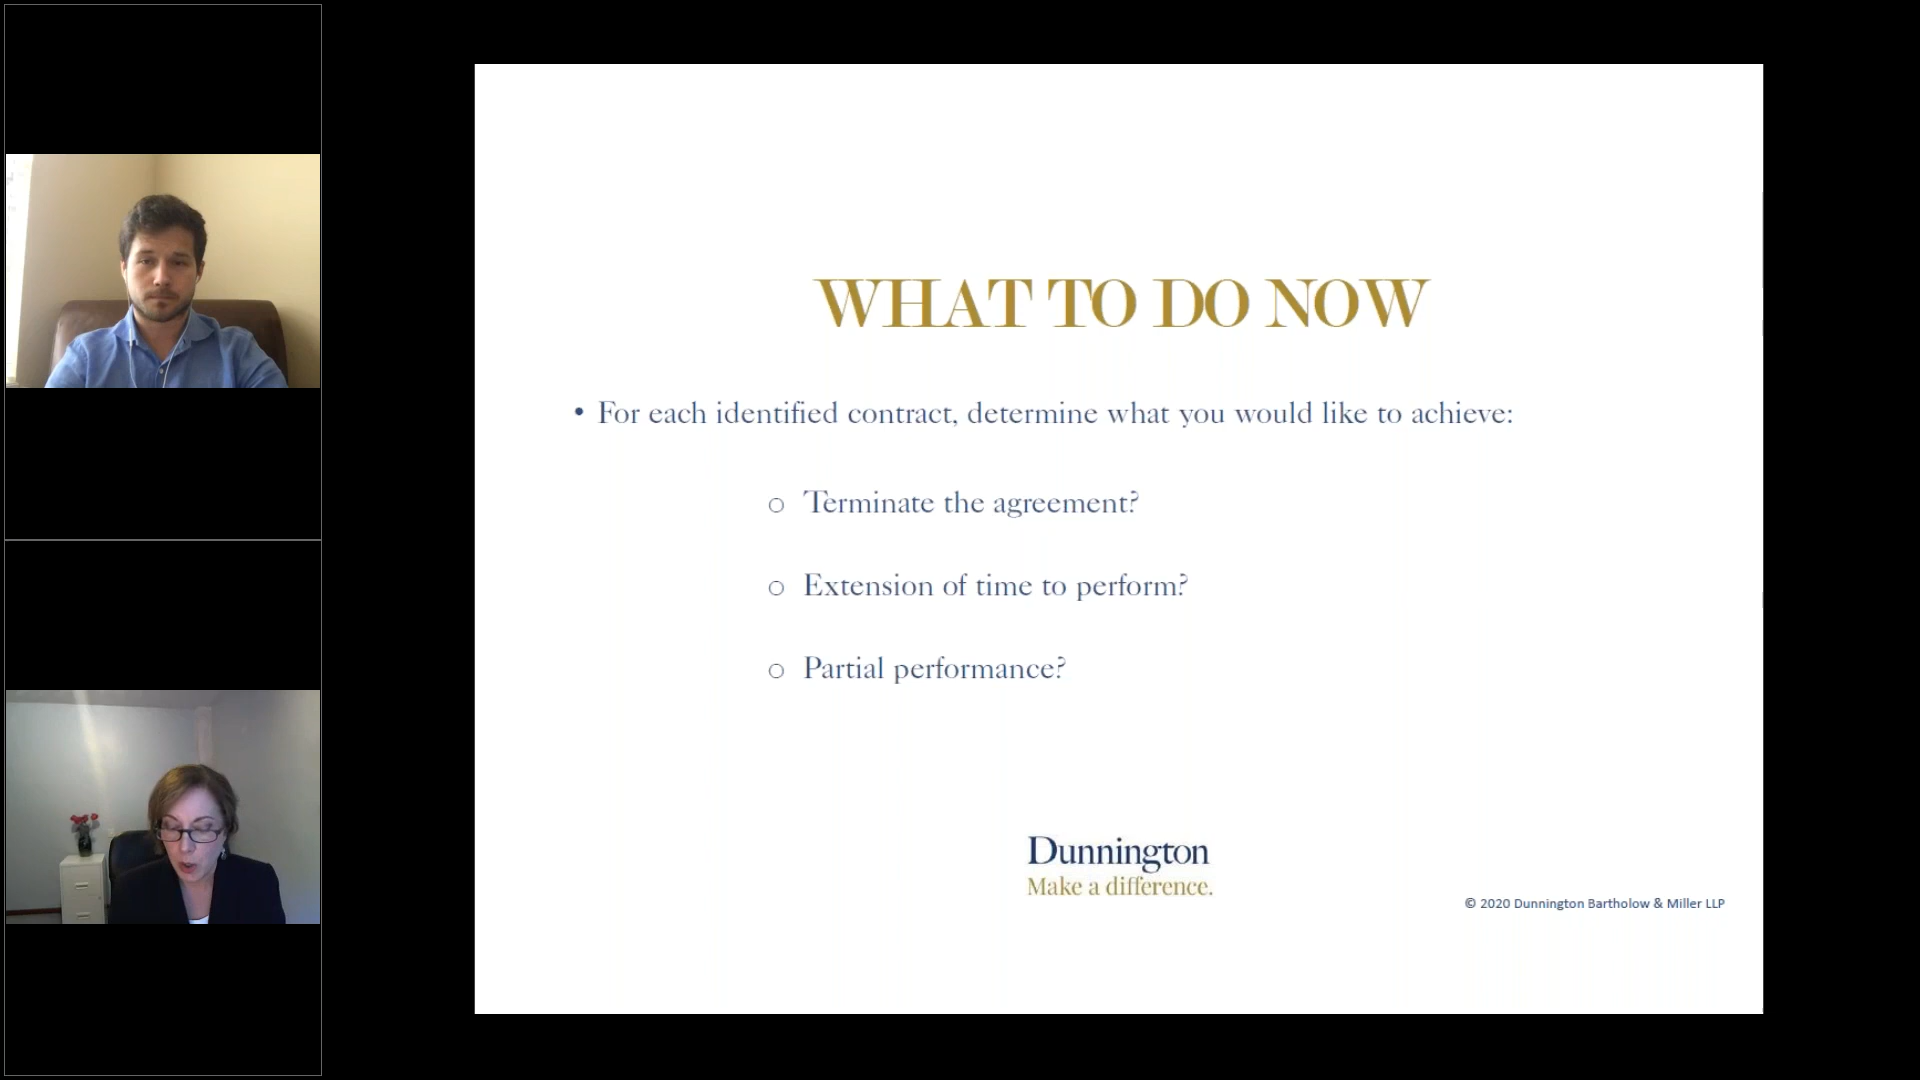 WHAT TO DO NOW
• For each identified contract, determine what you would like to achieve:
o Terminate the agreement?
o Extension of time to perform?
o Partial performance?
Dunnington
Make a difference.
© 2020 Dunnington Bartholow & Miller LLP